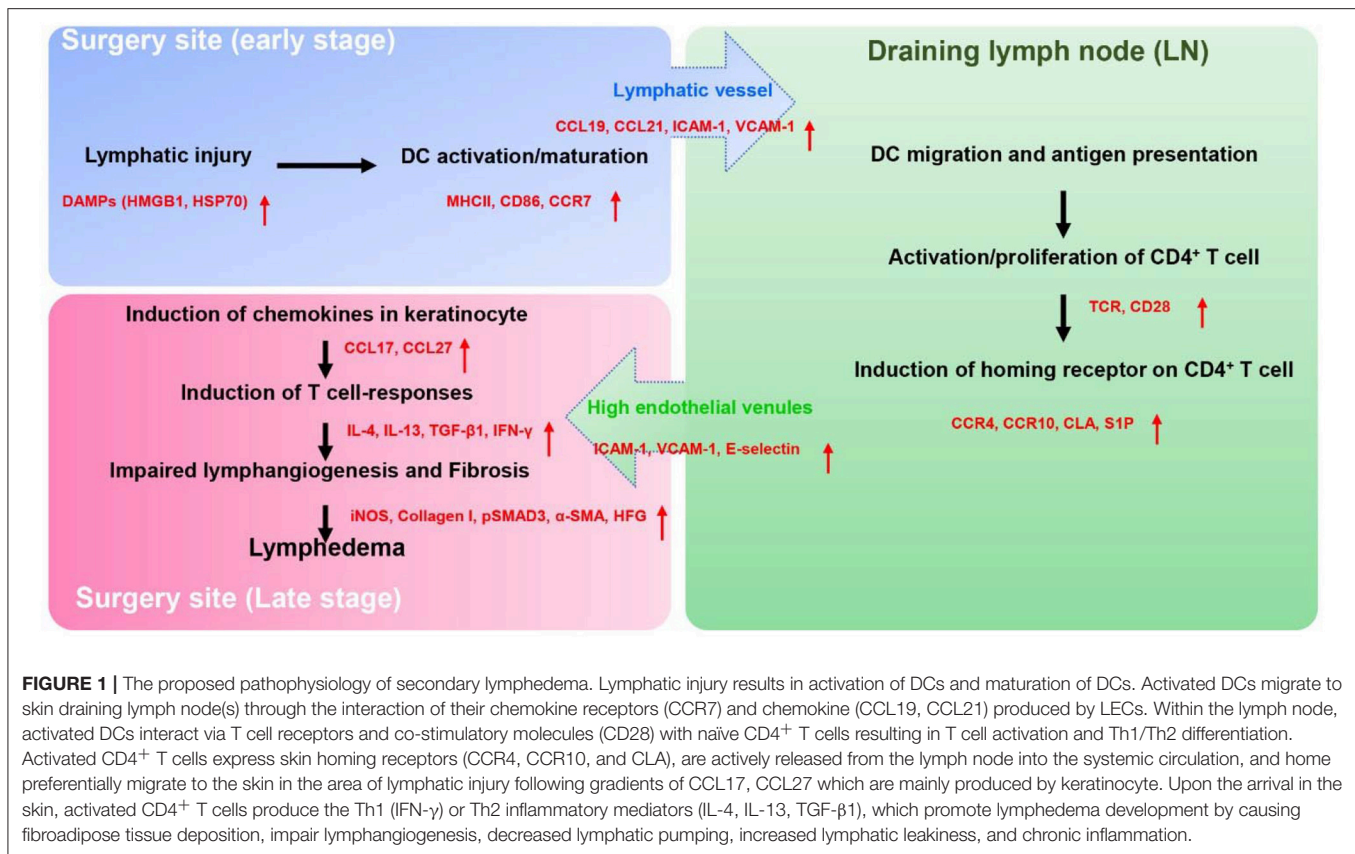 Surgery site (early stage)
Lymphatic injury
DAMPs (HMGB1, HSP70)
DC activation/maturation
MHCII, CD86, CCR7
Lymphatic vessel
CCL19, CCL21, ICAM-1, VCAM-1
Draining lymph node (LN)
DC migration and antigen presentation
Activation/proliferation of CD4⁺ T cell
TCR, CD28
Induction of homing receptor on CD4⁺ T cell
CCR4, CCR10, CLA, S1P
High endothelial venules
ICAM-1, VCAM-1, E-selectin
Induction of chemokines in keratinocyte
CCL17, CCL27
Induction of T cell-responses
IL-4, IL-13, TGF-β1, IFN-γ
Impaired lymphangiogenesis and Fibrosis
iNOS, Collagen I, pSMAD3, α-SMA, HFG
Lymphedema
Surgery site (Late stage)
FIGURE 1 | The proposed pathophysiology of secondary lymphedema. Lymphatic injury results in activation of DCs and maturation of DCs. Activated DCs migrate to
skin draining lymph node(s) through the interaction of their chemokine receptors (CCR7) and chemokine (CCL19, CCL21) produced by LECs. Within the lymph node,
activated DCs interact via T cell receptors and co-stimulatory molecules (CD28) with naïve CD4⁺ T cells resulting in T cell activation and Th1/Th2 differentiation.
Activated CD4⁺ T cells express skin homing receptors (CCR4, CCR10, and CLA), are actively released from the lymph node into the systemic circulation, and home
preferentially migrate to the skin in the area of lymphatic injury following gradients of CCL17, CCL27 which are mainly produced by keratinocyte. Upon the arrival in the
skin, activated CD4⁺ T cells produce the Th1 (IFN-γ) or Th2 inflammatory mediators (IL-4, IL-13, TGF-β1), which promote lymphedema development by causing
fibroadipose tissue deposition, impair lymphangiogenesis, decreased lymphatic pumping, increased lymphatic leakiness, and chronic inflammation.